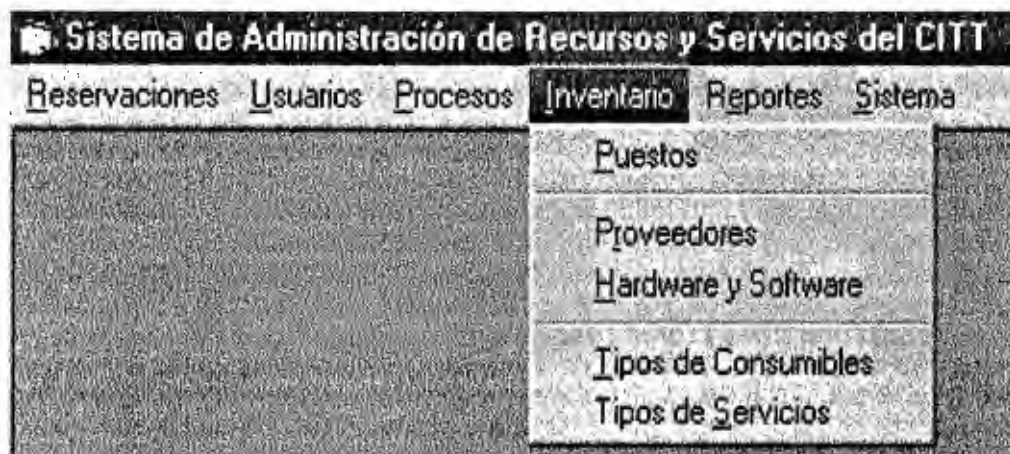 Sistema de Administración de Recursos y Servicios del CITT
Reservaciones Usuarios Procesos Inventario Reportes Sistema
Puestos
Proveedores
Hardware y Software
Tipos de Consumibles
Tipos de Servicios